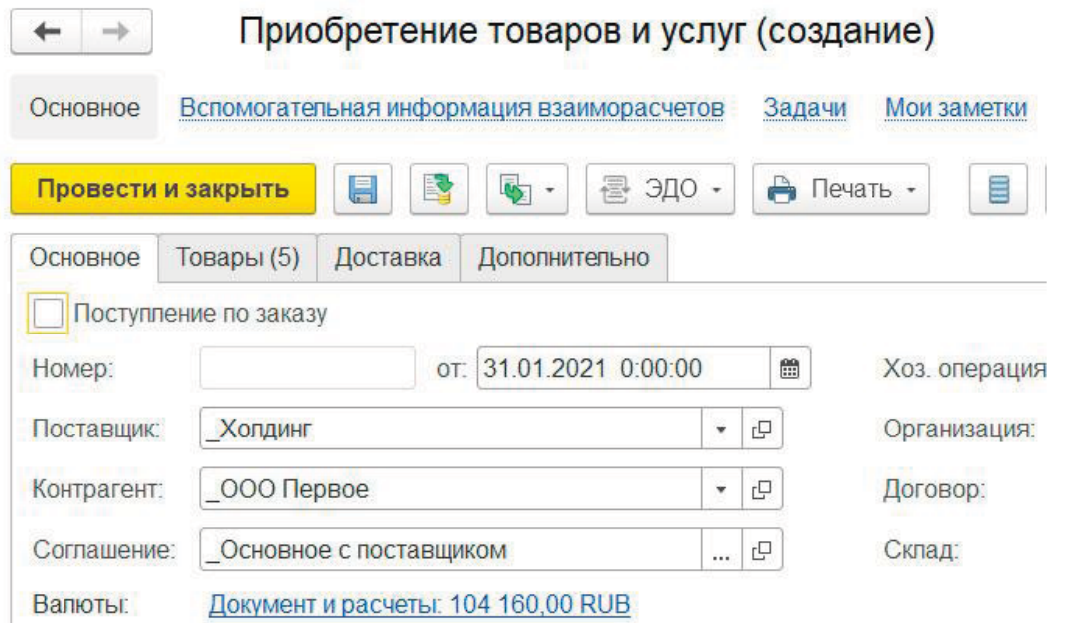 Приобретение товаров и услуг (создание)
Основное Вспомогательная информация взаиморасчетов Задачи Мои заметки
Провести и закрыть ЭДО Печать
Основное Товары (5) Доставка Дополнительно
Поступление по заказу
Номер: от: 31.01.2021 0:00:00 Хоз. операция
Поставщик: _Холдинг Организация:
Контрагент: _ООО Первое Договор:
Соглашение: _Основное с поставщиком ... Склад:
Валюты: Документ и расчеты: 104 160,00 RUB